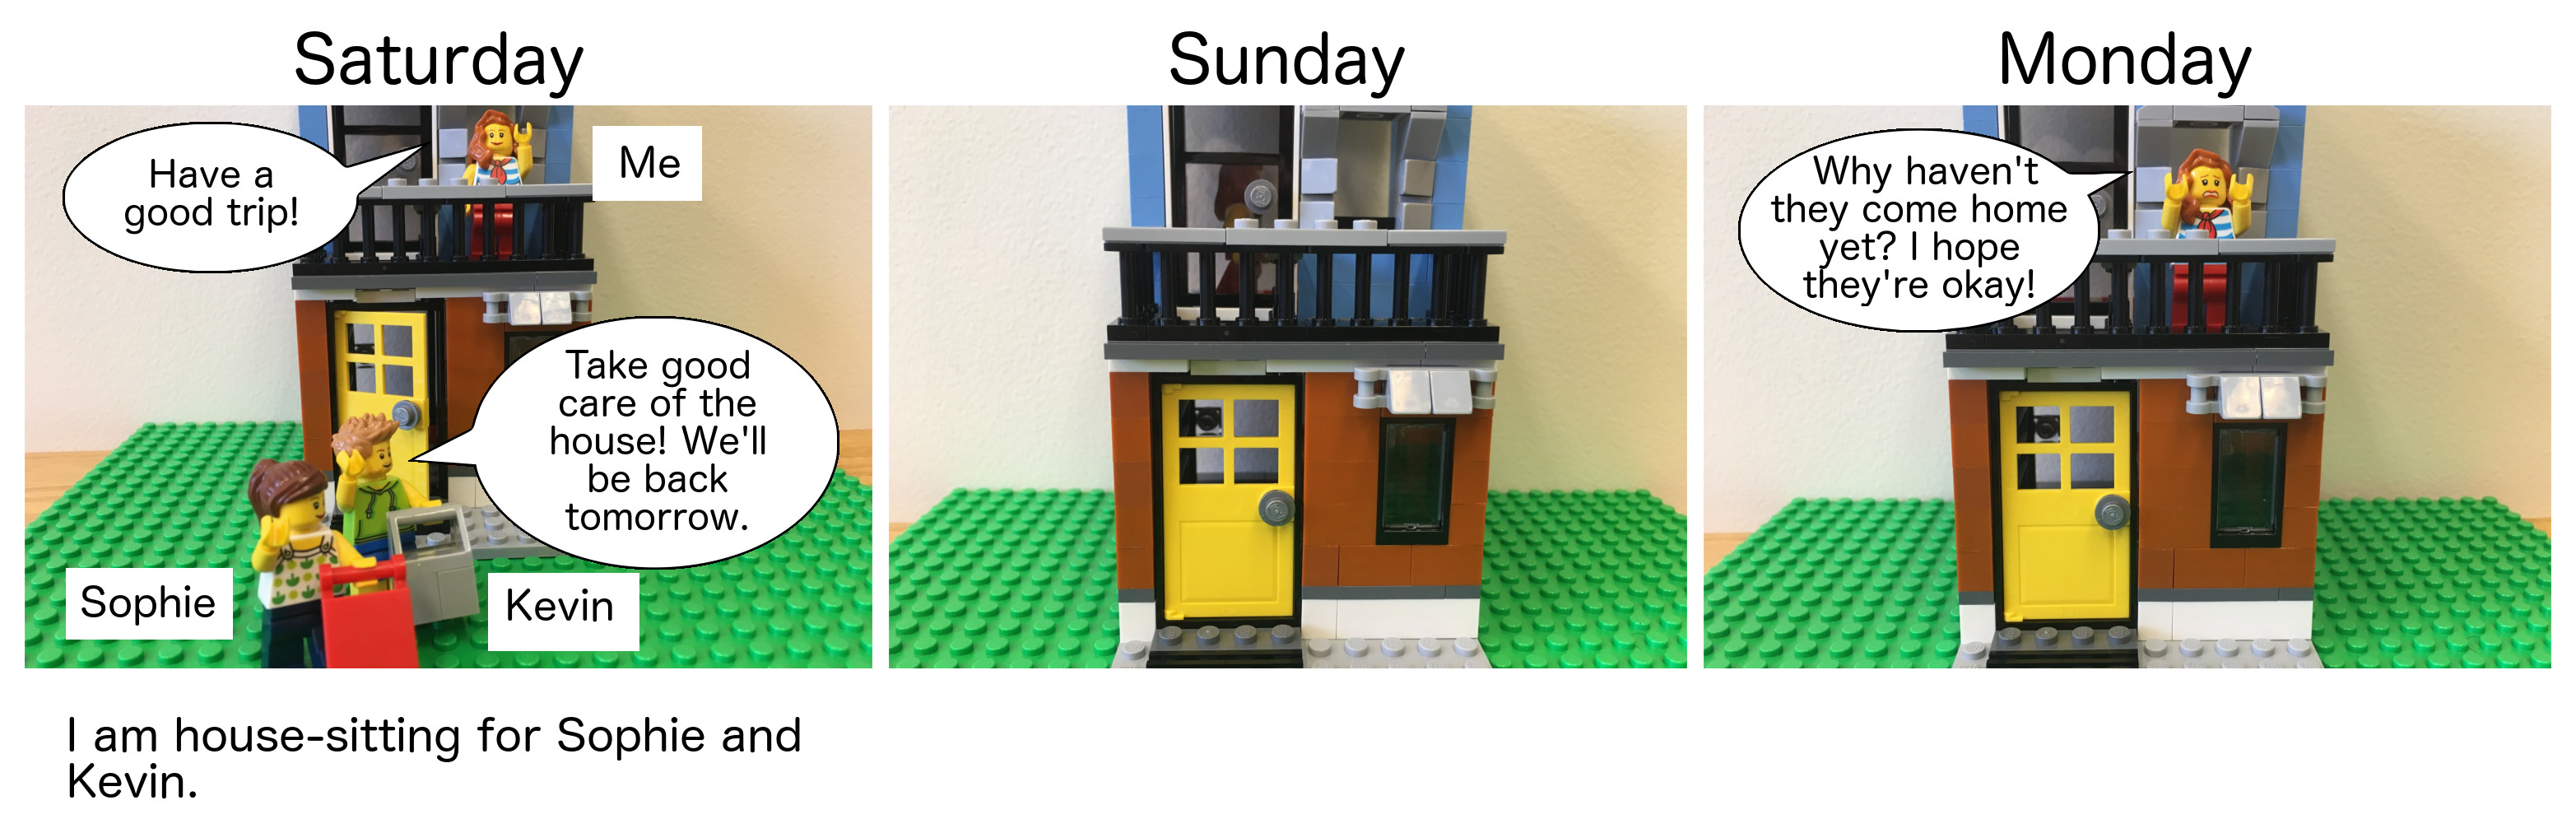 Saturday
Sunday
Monday
Have a
good trip!
Me
Take good
care of the
house! We'll
be back
tomorrow.
Sophie
Kevin
Why haven't
they come home
yet? I hope
they're okay!
I am house-sitting for Sophie and
Kevin.